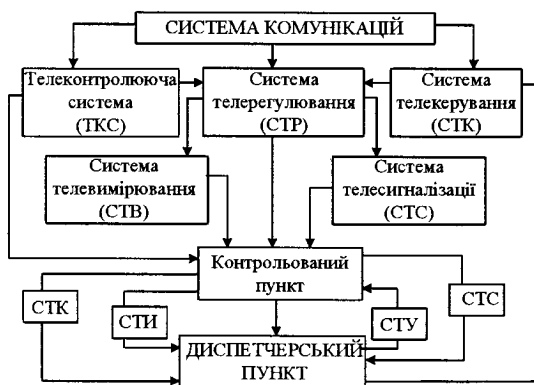 СИСТЕМА КОМУНІКАЦІЙ
Телеконтролююча
система
(ТКС)
Система
телерегулювання
(СТР)
Система
телекерування
(СТК)
Система
телевимірювання
(СТВ)
Система
телесигналізації
(СТС)
Контрольований
пункт
СТК
СТИ
СТУ
СТС
ДИСПЕТЧЕРСЬКИЙ
ПУНКТ